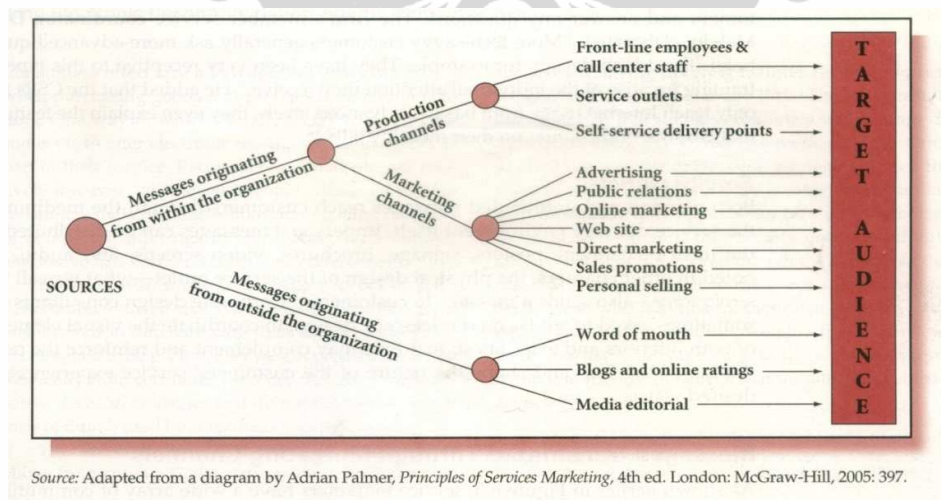 Front-line employees &
call center staff
Service outlets
Self-service delivery points
Production
channels
Messages originating
from within the organization
Marketing
channels
Advertising
Public relations
Online marketing
Web site
Direct marketing
Sales promotions
Personal selling
SOURCES
Messages originating
from outside the organization
Word of mouth
Blogs and online ratings
Media editorial
TARGET AUDIENCE
Source: Adapted from a diagram by Adrian Palmer, Principles of Services Marketing, 4th ed. London: McGraw-Hill, 2005: 397.